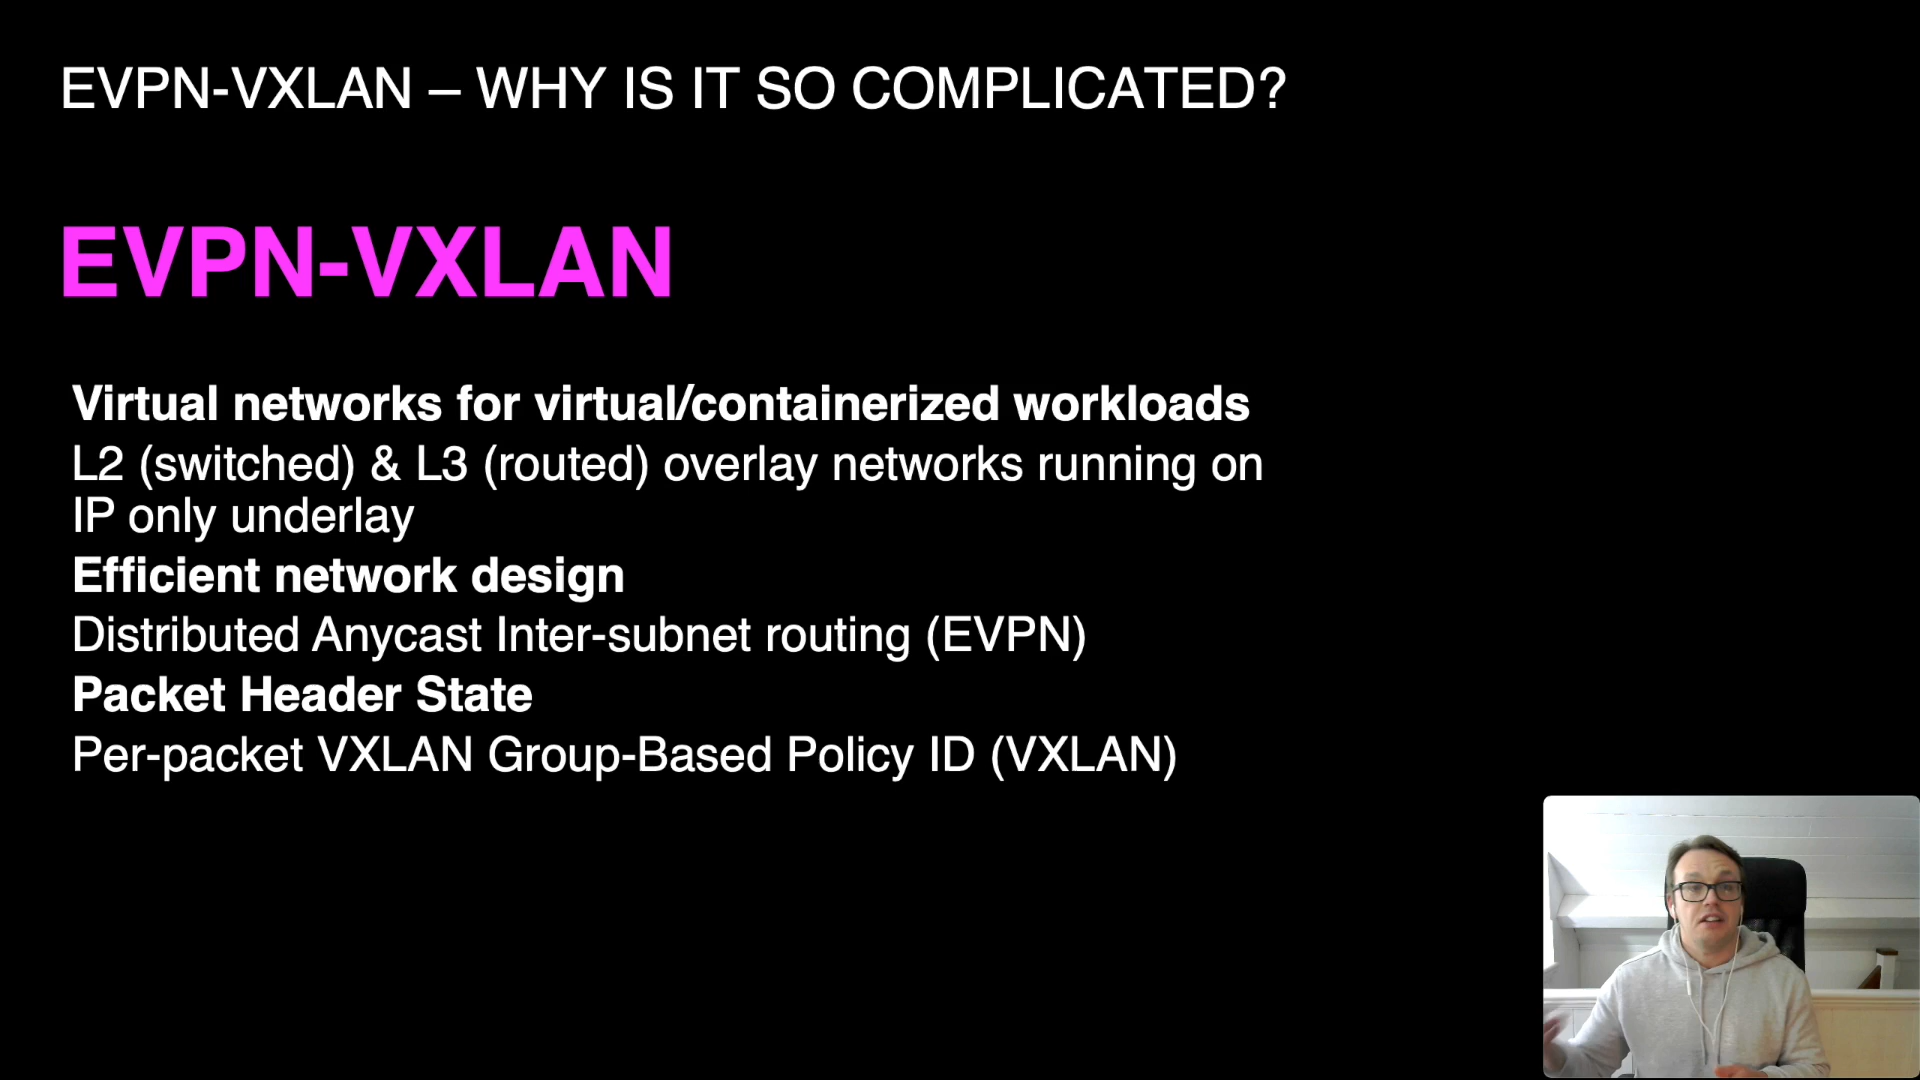 EVPN-VXLAN – WHY IS IT SO COMPLICATED?
EVPN-VXLAN
Virtual networks for virtual/containerized workloads
L2 (switched) & L3 (routed) overlay networks running on
IP only underlay
Efficient network design
Distributed Anycast Inter-subnet routing (EVPN)
Packet Header State
Per-packet VXLAN Group-Based Policy ID (VXLAN)